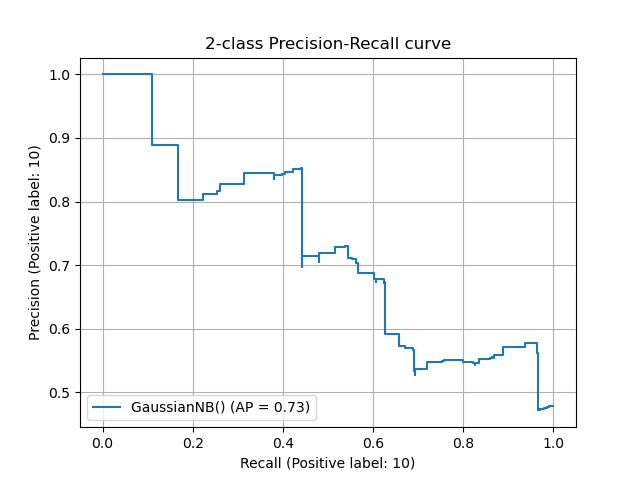 2-class Precision-Recall curve
Precision (Positive label: 10)
1.0
0.9
0.8
0.7
0.6
0.5
GaussianNB() (AP = 0.73)
0.0 0.2 0.4 0.6 0.8 1.0
Recall (Positive label: 10)